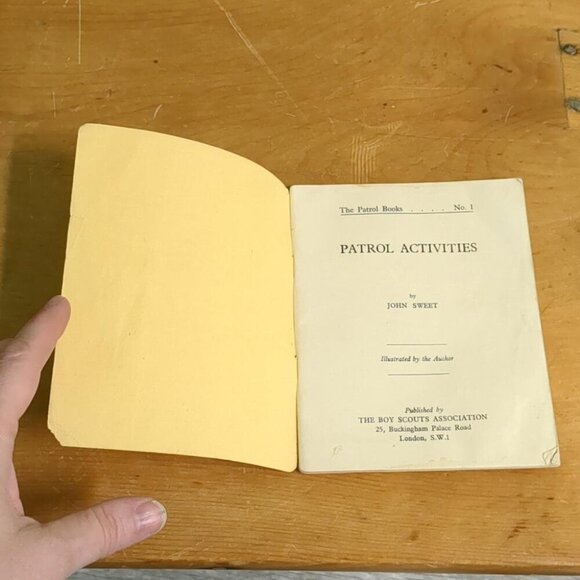 The Patrol Books . . . . No. 1
PATROL ACTIVITIES
by
JOHN SWEET
Illustrated by the Author
Published by
THE BOY SCOUTS ASSOCIATION
25, Buckingham Palace Road
London, S.W.1